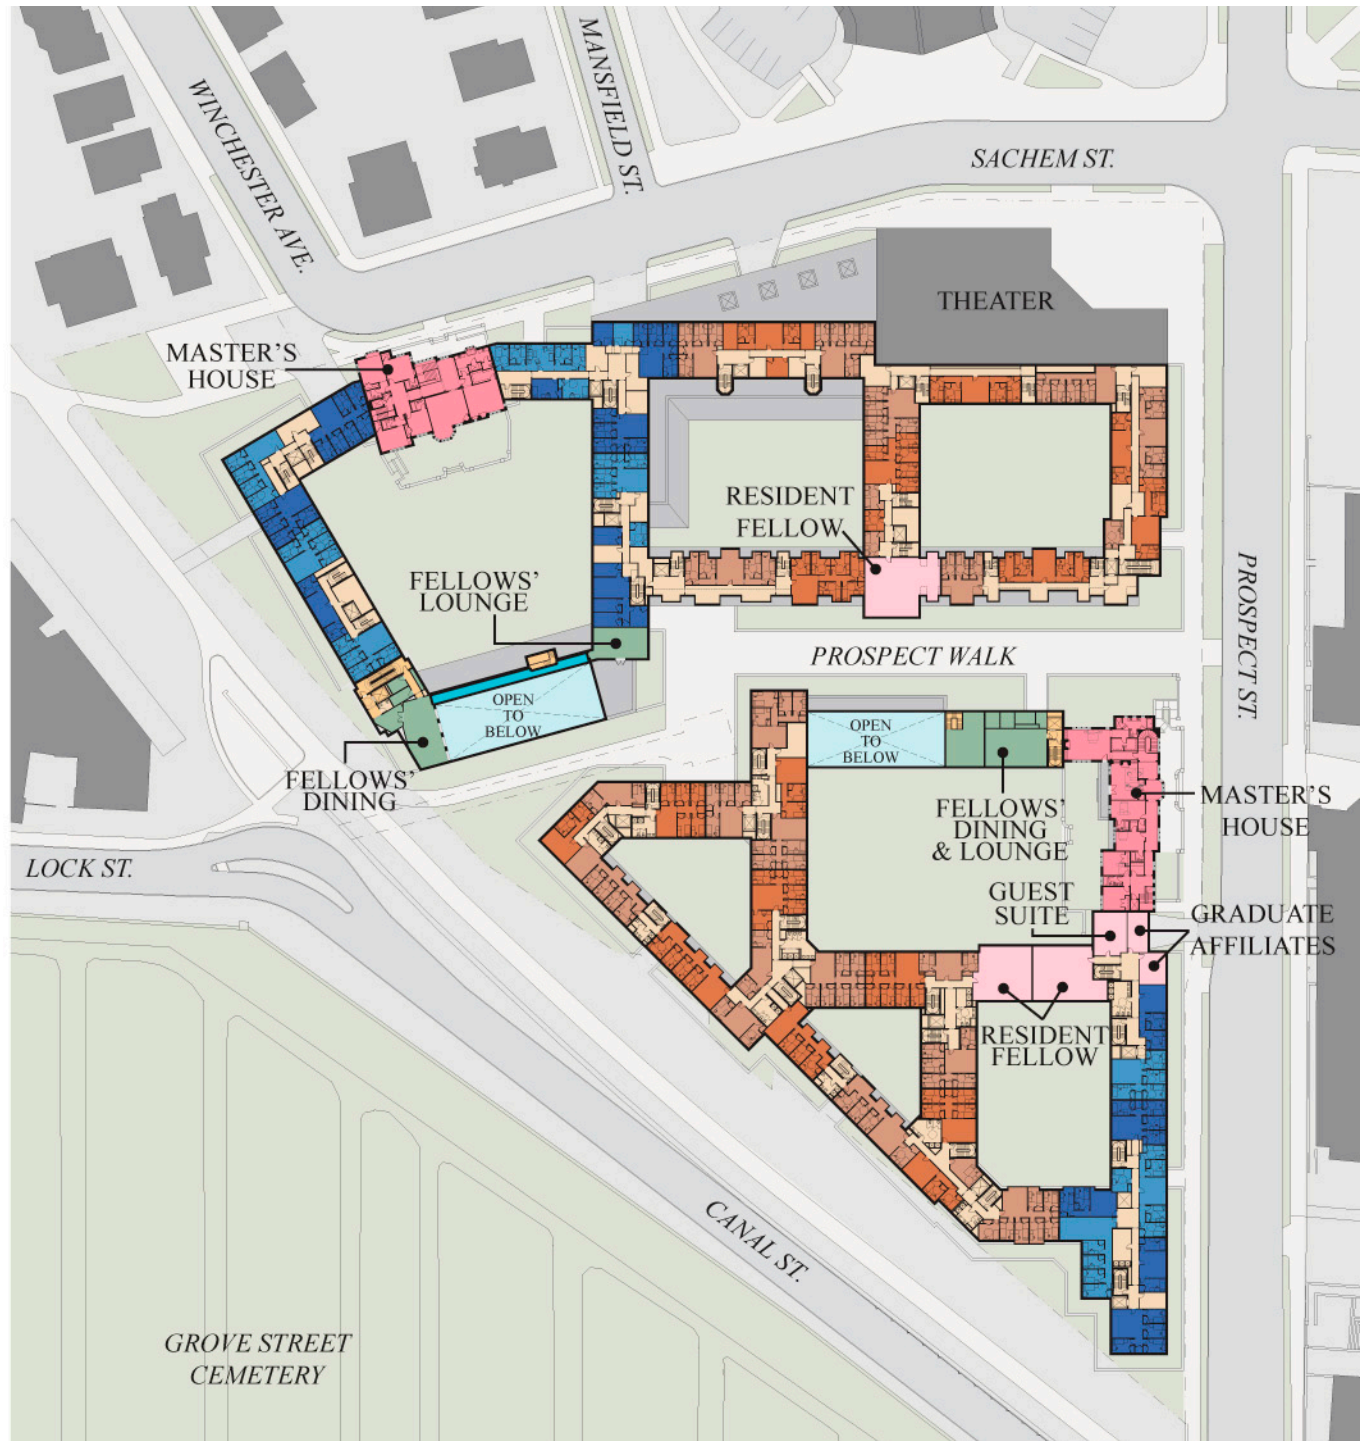 MANSFIELD ST.
WINCHESTER AVE.
SACHEM ST.
THEATER
MASTER'S
HOUSE
RESIDENT
FELLOW
FELLOWS'
LOUNGE
PROSPECT ST.
PROSPECT WALK
OPEN
TO
BELOW
OPEN
TO
BELOW
FELLOWS'
DINING
FELLOWS'
DINING
& LOUNGE
MASTER'S
HOUSE
LOCK ST.
GUEST
SUITE
GRADUATE
AFFILIATES
RESIDENT
FELLOW
CANAL ST.
GROVE STREET
CEMETERY